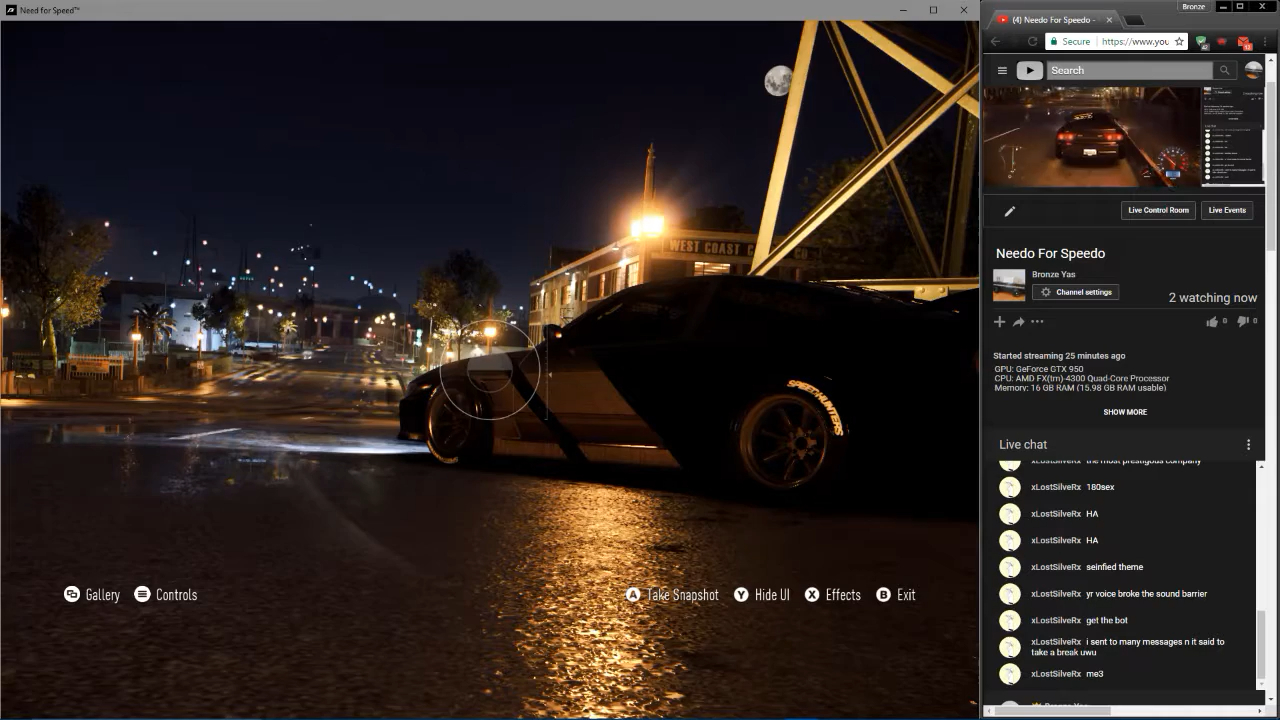 Need for Speed™
Bronze
(4) Needo For Speedo -
Secure
https://www.you
Search
WEST COAST
SPEEDHUNTERS
Gallery
Controls
A Take Snapshot
Y Hide UI
X Effects
B Exit
Live Control Room
Live Events
Needo For Speedo
Bronze Yas
Channel settings
2 watching now
0
0
Started streaming 25 minutes ago
GPU: GeForce GTX 950
CPU: AMD FX(tm)-4300 Quad-Core Processor
Memory: 16 GB RAM (15.98 GB RAM usable)
SHOW MORE
Live chat
xLostSilveRx the most prestigous company
xLostSilveRx 180sex
xLostSilveRx HA
xLostSilveRx HA
xLostSilveRx seinfied theme
xLostSilveRx yr voice broke the sound barrier
xLostSilveRx get the bot
xLostSilveRx i sent to many messages n it said to
take a break uwu
xLostSilveRx me3